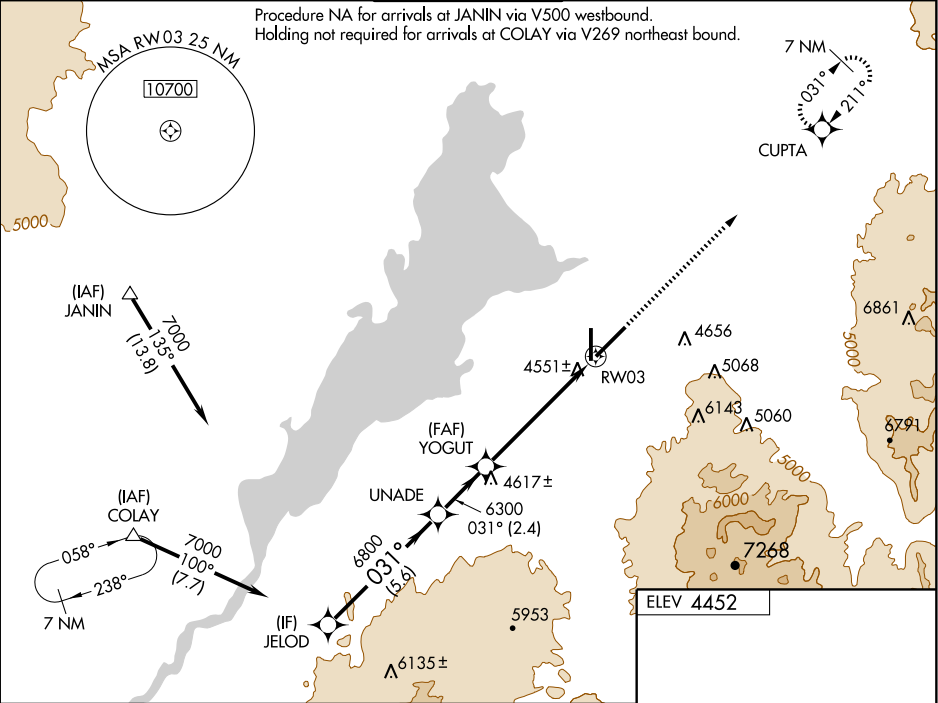 Procedure NA for arrivals at JANIN via V500 westbound.
Holding not required for arrivals at COLAY via V269 northeast bound.
MSA RW03 25 NM
10700
7 NM
031°
211°
CUPTA
5000
(IAF)
JANIN
7000
135°
(13.8)
6861
5000
4656
4551±
RW03
5068
6143
5060
6791
5000
(FAF)
YOGUT
4617±
UNADE
6300
031° (2.4)
6000
7268
(IAF)
COLAY
058°
238°
7 NM
7000
100°
(7.7)
6800
031°
(5.6)
(IF)
JELOD
5953
6135±
ELEV 4452